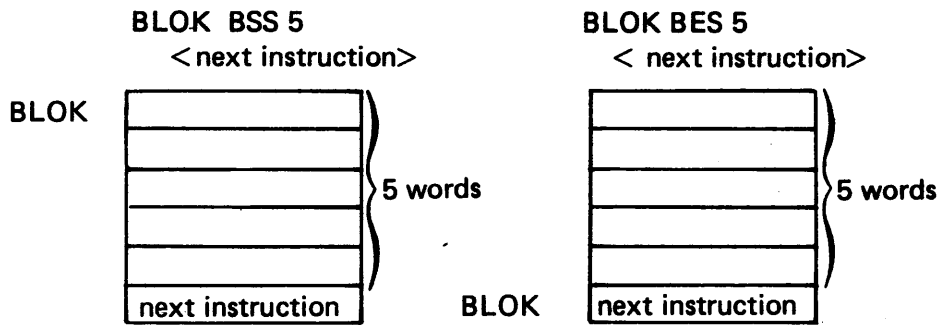 BLOK BSS 5
<next instruction>
BLOK
5 words
next instruction
BLOK BES 5
< next instruction>
5 words
BLOK
next instruction